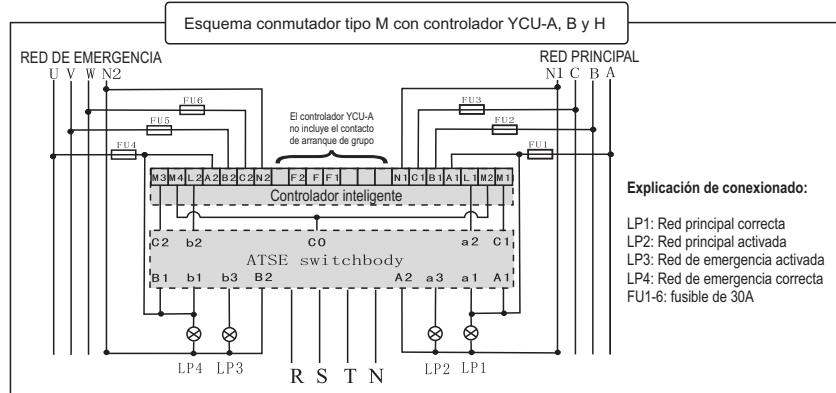 Esquema conmutador tipo M con controlador YCU-A, B y H
RED DE EMERGENCIA
U V W N2
RED PRINCIPAL
N1 C B A
FU6
FU5
FU4
FU3
FU2
FU1
El controlador YCU-A
no incluye el contacto
de arranque de grupo
M3 M4 L2 A2 B2 C2 N2 F2 F F1 N1 C1 B1 A1 L1 M2 M1
Controlador inteligente
C2 b2 CO a2 C1
ATSE switchbody
B1 b1 b3 B2 A2 a3 a1 A1
LP4 LP3 R S T N LP2 LP1
Explicación de conexionado:
LP1: Red principal correcta
LP2: Red principal activada
LP3: Red de emergencia activada
LP4: Red de emergencia correcta
FU1-6: fusible de 30A